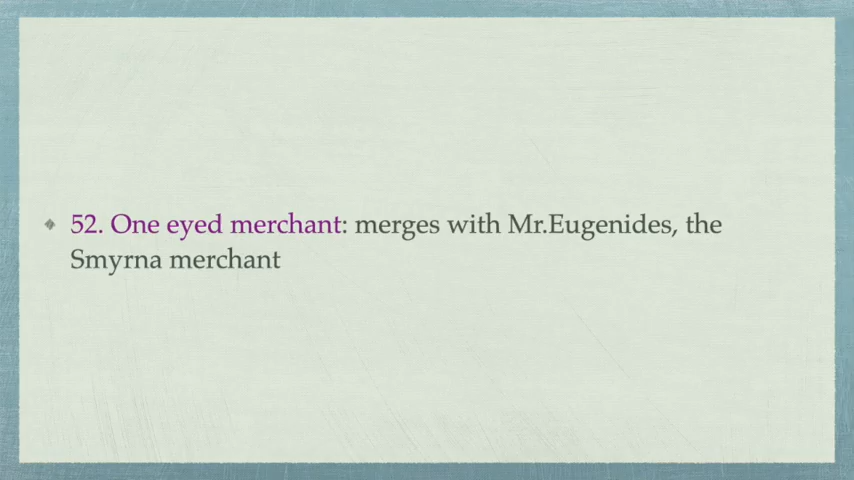 52. One eyed merchant: merges with Mr.Eugenides, the
Smyrna merchant